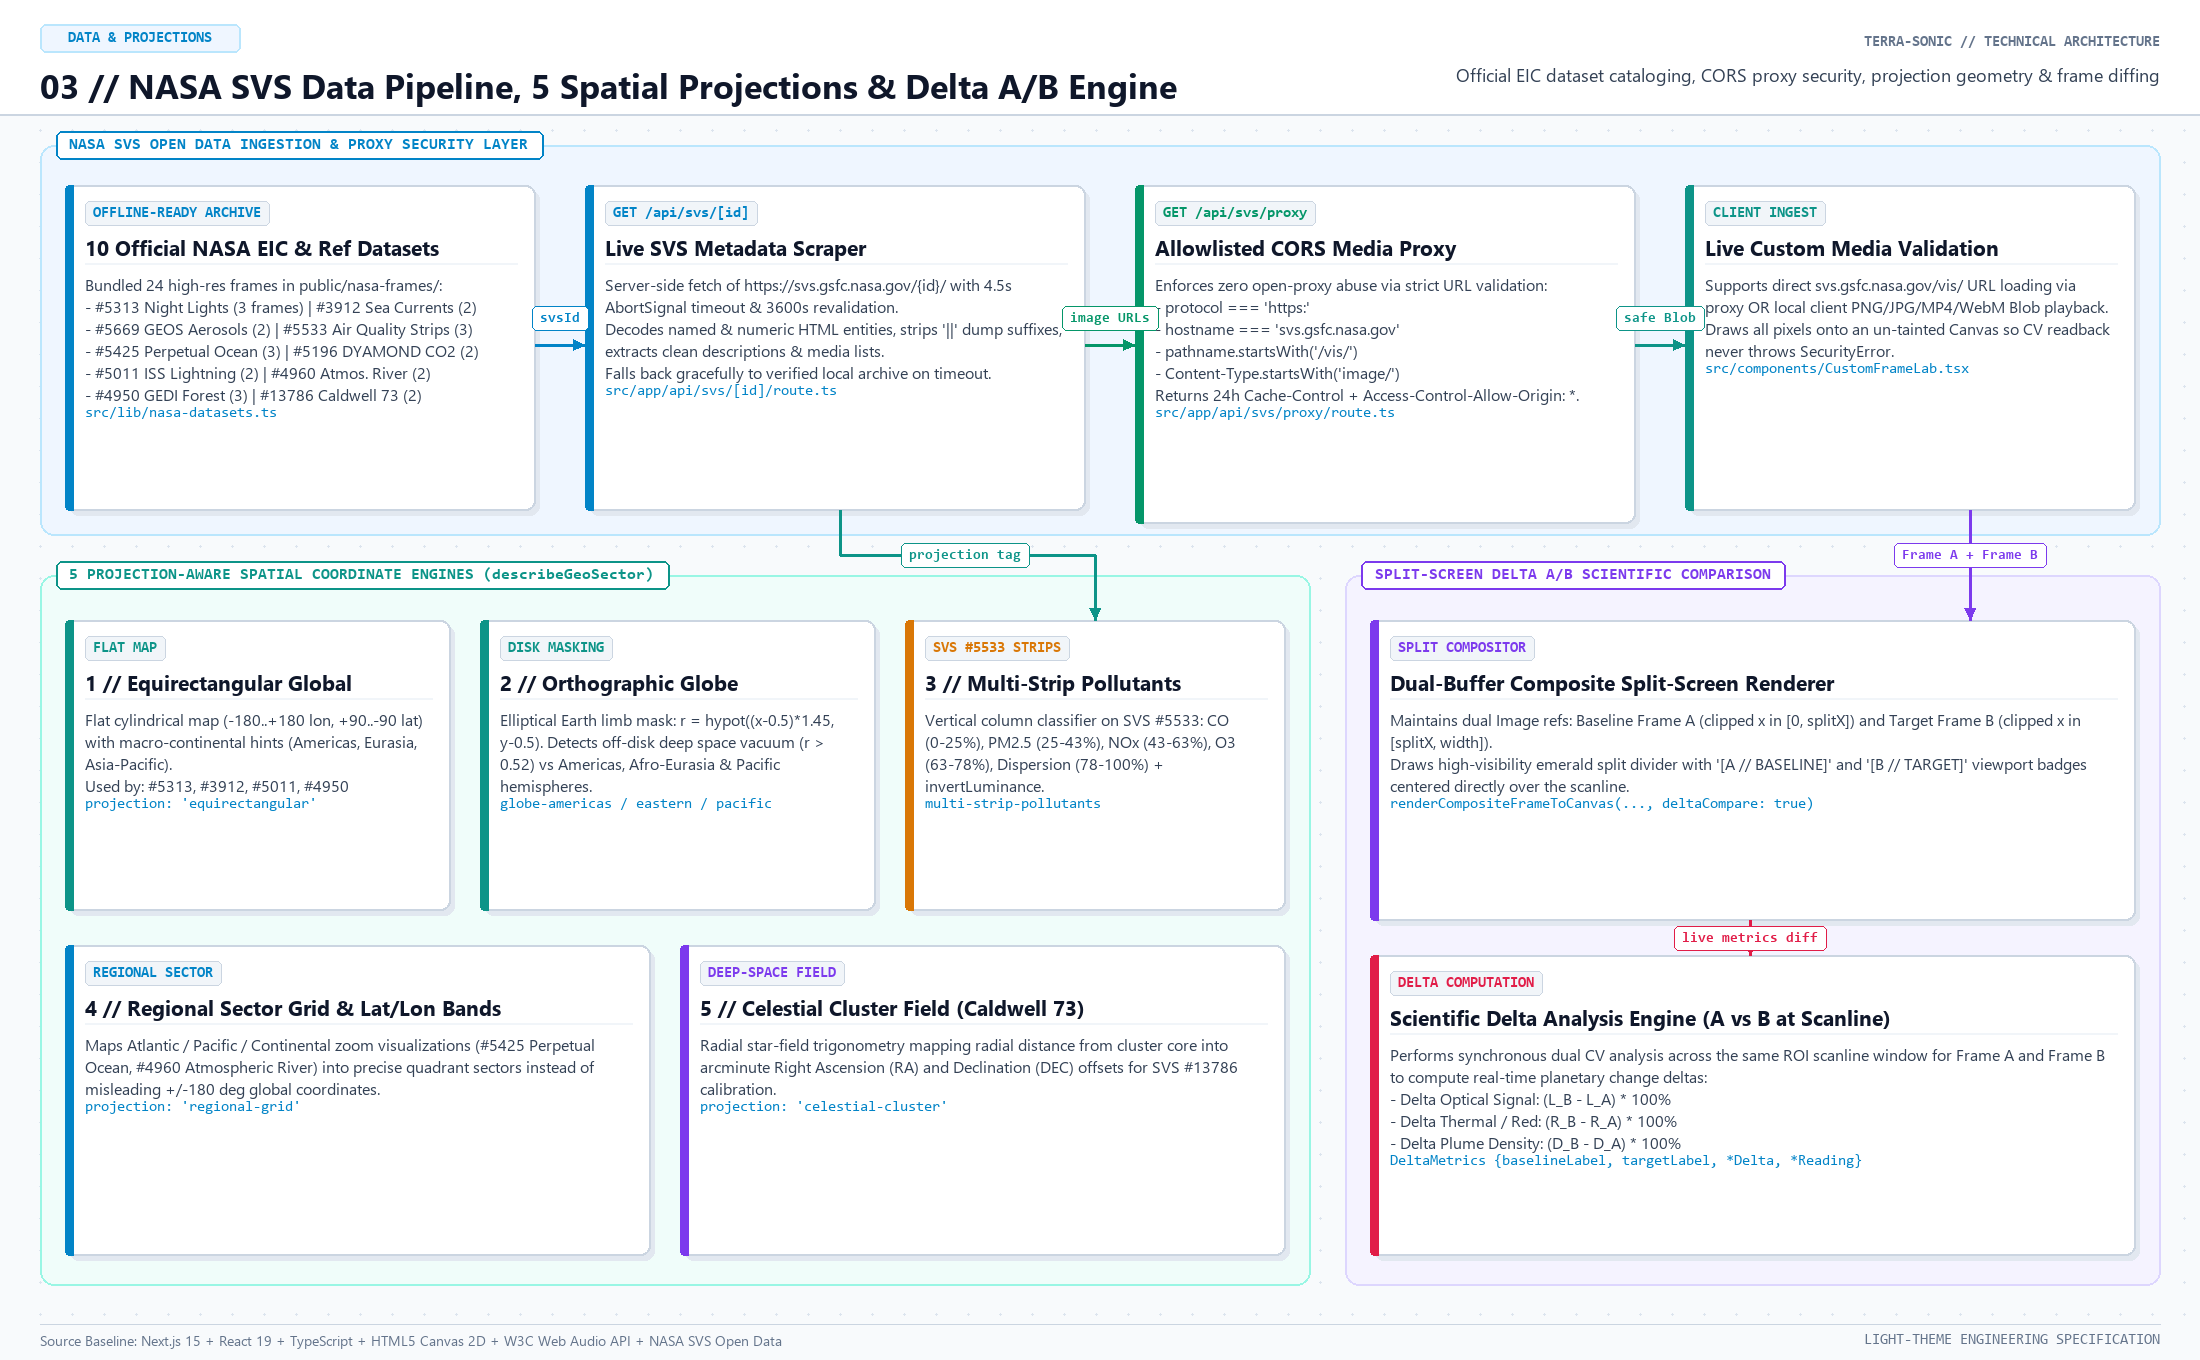 DATA & PROJECTIONS
TERRA-SONIC // TECHNICAL ARCHITECTURE
03 // NASA SVS Data Pipeline, 5 Spatial Projections & Delta A/B Engine
Official EIC dataset cataloging, CORS proxy security, projection geometry & frame diffing
NASA SVS OPEN DATA INGESTION & PROXY SECURITY LAYER
OFFLINE-READY ARCHIVE
10 Official NASA EIC & Ref Datasets
Bundled 24 high-res frames in public/nasa-frames/:
- #5313 Night Lights (3 frames) | #3912 Sea Currents (2)
- #5669 GEOS Aerosols (2) | #5533 Air Quality Strips (3)
- #5425 Perpetual Ocean (3) | #5196 DYAMOND CO2 (2)
- #5011 ISS Lightning (2) | #4960 Atmos. River (2)
- #4950 GEDI Forest (3) | #13786 Caldwell 73 (2)
src/lib/nasa-datasets.ts
svsId
GET /api/svs/[id]
Live SVS Metadata Scraper
Server-side fetch of https://svs.gsfc.nasa.gov/{id}/ with 4.5s
AbortSignal timeout & 3600s revalidation.
Decodes named & numeric HTML entities, strips '||' dump suffixes,
extracts clean descriptions & media lists.
Falls back gracefully to verified local archive on timeout.
src/app/api/svs/[id]/route.ts
image URLs
GET /api/svs/proxy
Allowlisted CORS Media Proxy
Enforces zero open-proxy abuse via strict URL validation:
- protocol === 'https:'
hostname === 'svs.gsfc.nasa.gov'
- pathname.startsWith('/vis/')
- Content-Type.startsWith('image/')
Returns 24h Cache-Control + Access-Control-Allow-Origin: *.
src/app/api/svs/proxy/route.ts
safe Blob
CLIENT INGEST
Live Custom Media Validation
Supports direct svs.gsfc.nasa.gov/vis/ URL loading via
proxy OR local client PNG/JPG/MP4/WebM Blob playback.
Draws all pixels onto an un-tainted Canvas so CV readback
never throws SecurityError.
src/components/CustomFrameLab.tsx
projection tag
Frame A + Frame B
5 PROJECTION-AWARE SPATIAL COORDINATE ENGINES (describeGeoSector)
FLAT MAP
1 // Equirectangular Global
Flat cylindrical map (-180..+180 lon, +90..-90 lat)
with macro-continental hints (Americas, Eurasia,
Asia-Pacific).
Used by: #5313, #3912, #5011, #4950
projection: 'equirectangular'
DISK MASKING
2 // Orthographic Globe
Elliptical Earth limb mask: r = hypot((x-0.5)*1.45,
y-0.5). Detects off-disk deep space vacuum (r >
0.52) vs Americas, Afro-Eurasia & Pacific
hemispheres.
globe-americas / eastern / pacific
SVS #5533 STRIPS
3 // Multi-Strip Pollutants
Vertical column classifier on SVS #5533: CO
(0-25%), PM2.5 (25-43%), NOx (43-63%), O3
(63-78%), Dispersion (78-100%) +
invertLuminance.
multi-strip-pollutants
REGIONAL SECTOR
4 // Regional Sector Grid & Lat/Lon Bands
Maps Atlantic / Pacific / Continental zoom visualizations (#5425 Perpetual
Ocean, #4960 Atmospheric River) into precise quadrant sectors instead of
misleading +/-180 deg global coordinates.
projection: 'regional-grid'
DEEP-SPACE FIELD
5 // Celestial Cluster Field (Caldwell 73)
Radial star-field trigonometry mapping radial distance from cluster core into
arcminute Right Ascension (RA) and Declination (DEC) offsets for SVS #13786
calibration.
projection: 'celestial-cluster'
SPLIT-SCREEN DELTA A/B SCIENTIFIC COMPARISON
SPLIT COMPOSITOR
Dual-Buffer Composite Split-Screen Renderer
Maintains dual Image refs: Baseline Frame A (clipped x in [0, splitX]) and Target Frame B (clipped x in
[splitX, width]).
Draws high-visibility emerald split divider with '[A // BASELINE]' and '[B // TARGET]' viewport badges
centered directly over the scanline.
renderCompositeFrameToCanvas(..., deltaCompare: true)
live metrics diff
DELTA COMPUTATION
Scientific Delta Analysis Engine (A vs B at Scanline)
Performs synchronous dual CV analysis across the same ROI scanline window for Frame A and Frame B
to compute real-time planetary change deltas:
- Delta Optical Signal: (L_B - L_A) * 100%
- Delta Thermal / Red: (R_B - R_A) * 100%
- Delta Plume Density: (D_B - D_A) * 100%
DeltaMetrics {baselineLabel, targetLabel, *Delta, *Reading}
Source Baseline: Next.js 15 + React 19 + TypeScript + HTML5 Canvas 2D + W3C Web Audio API + NASA SVS Open Data
LIGHT-THEME ENGINEERING SPECIFICATION